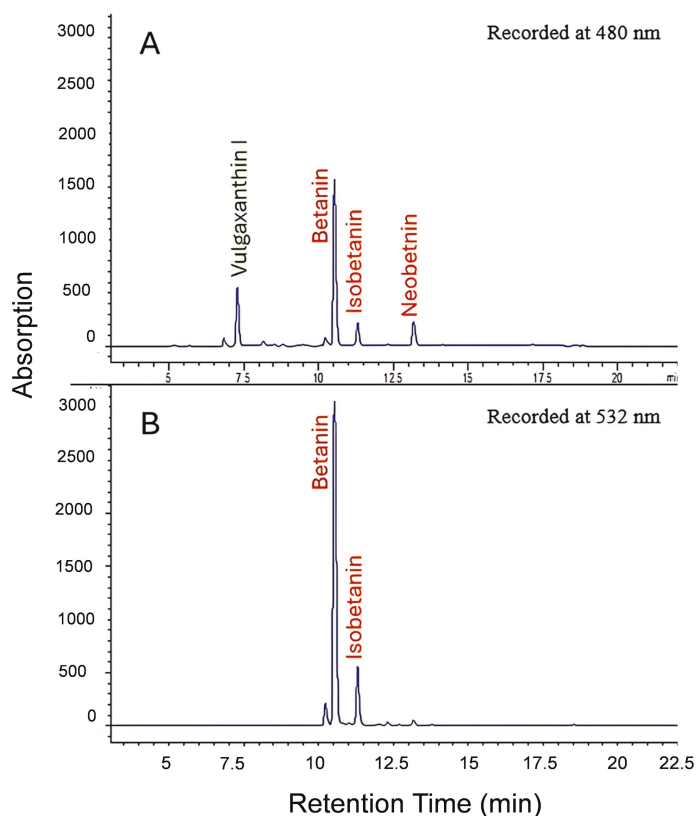 A
Recorded at 480 nm
3000
2500
2000
1500
1000
500
0
Vulgaxanthin I
Betanin
Isobetanin
Neobetnin
5
7.5
10
12.5
15
17.5
20
Absorption
B
Recorded at 532 nm
3000
2500
2000
1500
1000
500
0
Betanin
Isobetanin
5
7.5
10
12.5
15
17.5
20
22.5
Retention Time (min)